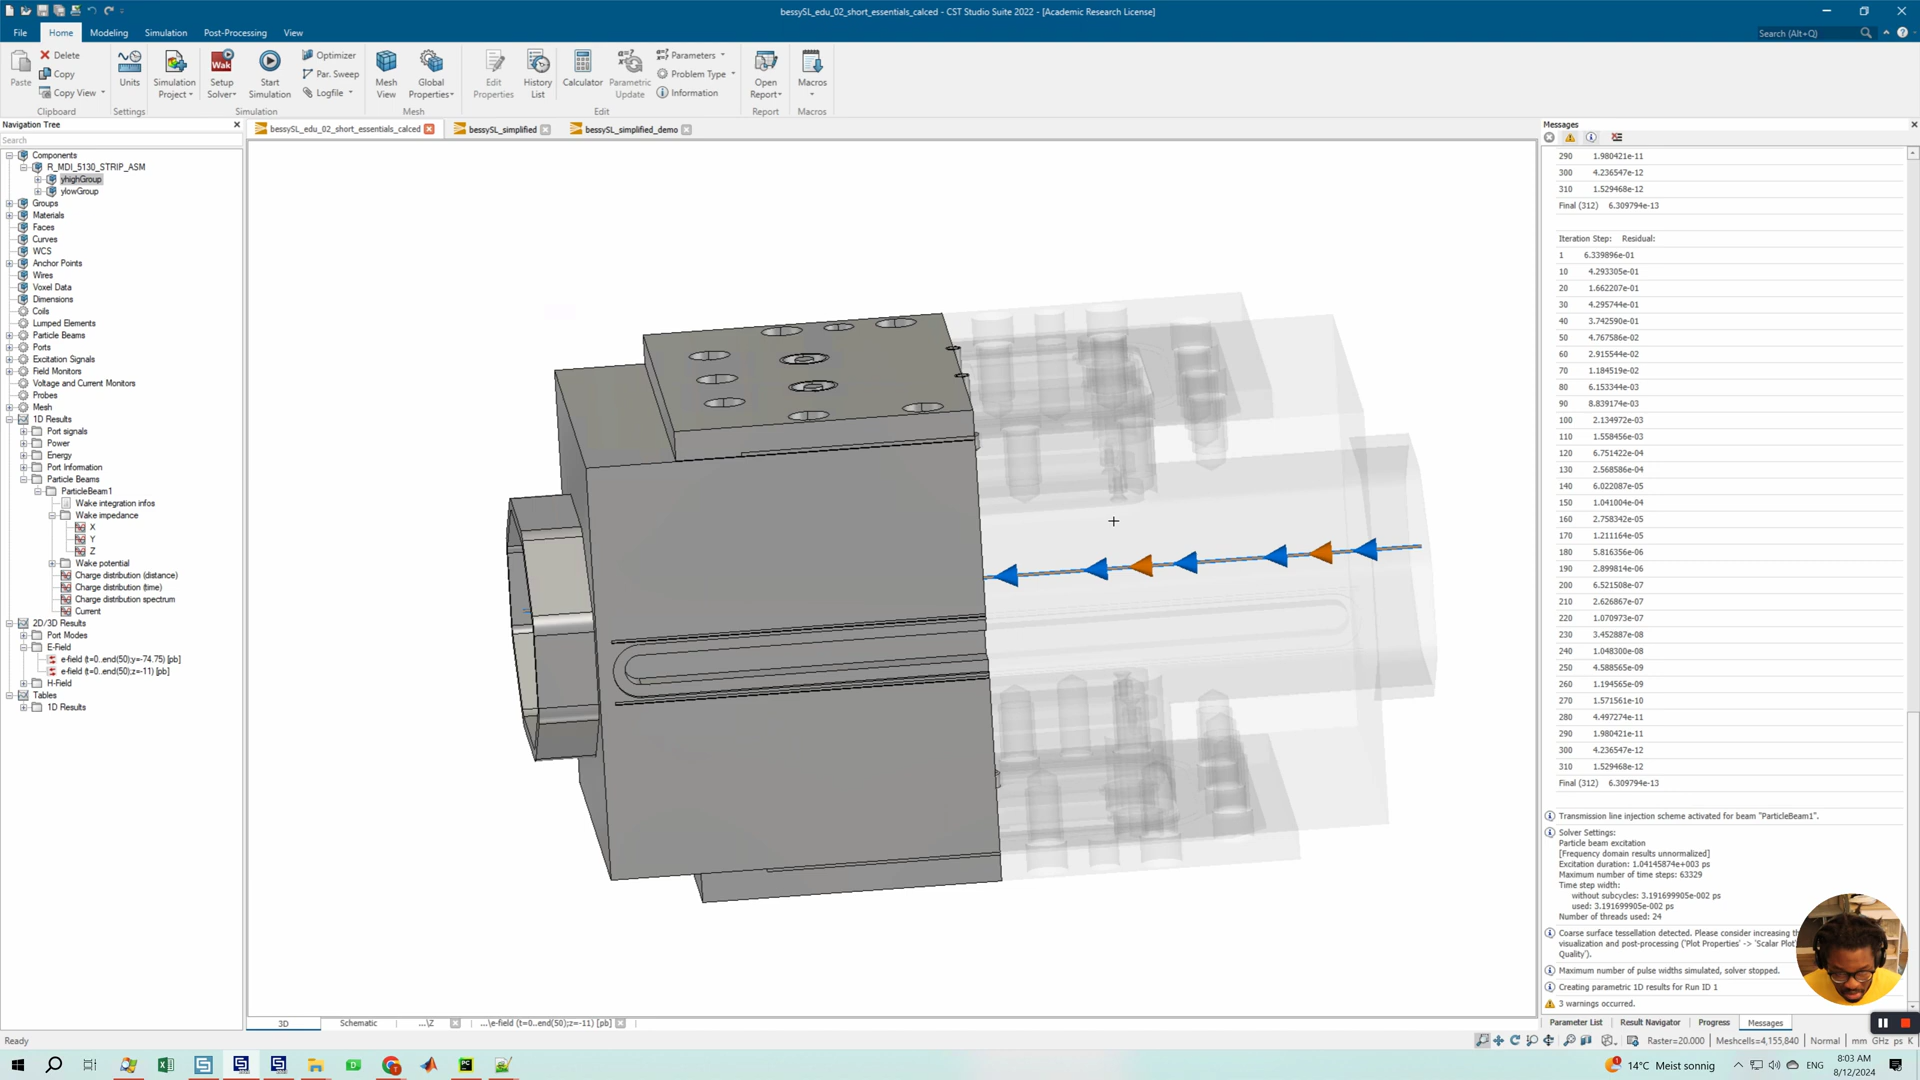 bessySL_edu_02_short_essentials_calced - CST Studio Suite 2022 - [Academic Research License]
File Home Modeling Simulation Post-Processing View
Search (Alt+Q)
Paste
Delete
Copy
Copy View
Clipboard
Units
Settings
Simulation Project
Wak
Setup Solver
Start Simulation
Optimizer
Par. Sweep
Logfile
Simulation
Mesh View
Global Properties
Mesh
Edit Properties
History List
Calculator
Parametric Update
Parameters
Problem Type
Information
Edit
Open Report
Report
Macros
Macros
Navigation Tree
Search
bessySL_edu_02_short_essentials_calced
bessySL_simplified
bessySL_simplified_demo
Components
R_MDI_5130_STRIP_ASM
yhighGroup
ylowGroup
Groups
Materials
Faces
Curves
WCS
Anchor Points
Wires
Voxel Data
Dimensions
Coils
Lumped Elements
Particle Beams
Ports
Excitation Signals
Field Monitors
Voltage and Current Monitors
Probes
Mesh
1D Results
Port signals
Power
Energy
Port Information
Particle Beams
ParticleBeam1
Wake integration infos
Wake impedance
X
Y
Z
Wake potential
Charge distribution (distance)
Charge distribution (time)
Charge distribution spectrum
Current
2D/3D Results
Port Modes
E-Field
e-field (t=0..end(50);y=-74.75) [pb]
e-field (t=0..end(50);z=-11) [pb]
H-Field
Tables
1D Results
3D
Schematic
...\Z
...\e-field (t=0..end(50);z=-11) [pb]
Messages
290 1.980421e-11
300 4.236547e-12
310 1.529468e-12
Final (312) 6.309794e-13
Iteration Step: Residual:
1 6.339896e-01
10 4.293305e-01
20 1.662207e-01
30 4.295744e-01
40 3.742590e-01
50 4.767586e-02
60 2.915544e-02
70 1.184519e-02
80 6.153344e-03
90 8.839174e-03
100 2.134972e-03
110 1.558456e-03
120 6.751422e-04
130 2.568586e-04
140 6.022087e-05
150 1.041004e-04
160 2.758342e-05
170 1.211164e-05
180 5.816356e-06
190 2.899814e-06
200 6.521508e-07
210 2.626867e-07
220 1.070973e-07
230 3.452887e-08
240 1.048300e-08
250 4.588565e-09
260 1.194565e-09
270 1.571561e-10
280 4.497274e-11
290 1.980421e-11
300 4.236547e-12
310 1.529468e-12
Final (312) 6.309794e-13
Transmission line injection scheme activated for beam "ParticleBeam1".
Solver Settings:
Particle beam excitation
[Frequency domain results unnormalized]
Excitation duration: 1.04145874e+003 ps
Maximum number of time steps: 63329
Time step width:
without subcycles: 3.191699905e-002 ps
used: 3.191699905e-002 ps
Number of threads used: 24
Coarse surface tessellation detected. Please consider increasing th
visualization and post-processing ('Plot Properties' -> 'Scalar Plot
Quality').
Maximum number of pulse widths simulated, solver stopped.
Creating parametric 1D results for Run ID 1
3 warnings occurred.
Parameter List Result Navigator Progress Messages
Ready
Raster=20.000 Meshcells=4,155,840 Normal mm GHz ps K
14°C Meist sonnig
ENG
8:03 AM
8/12/2024